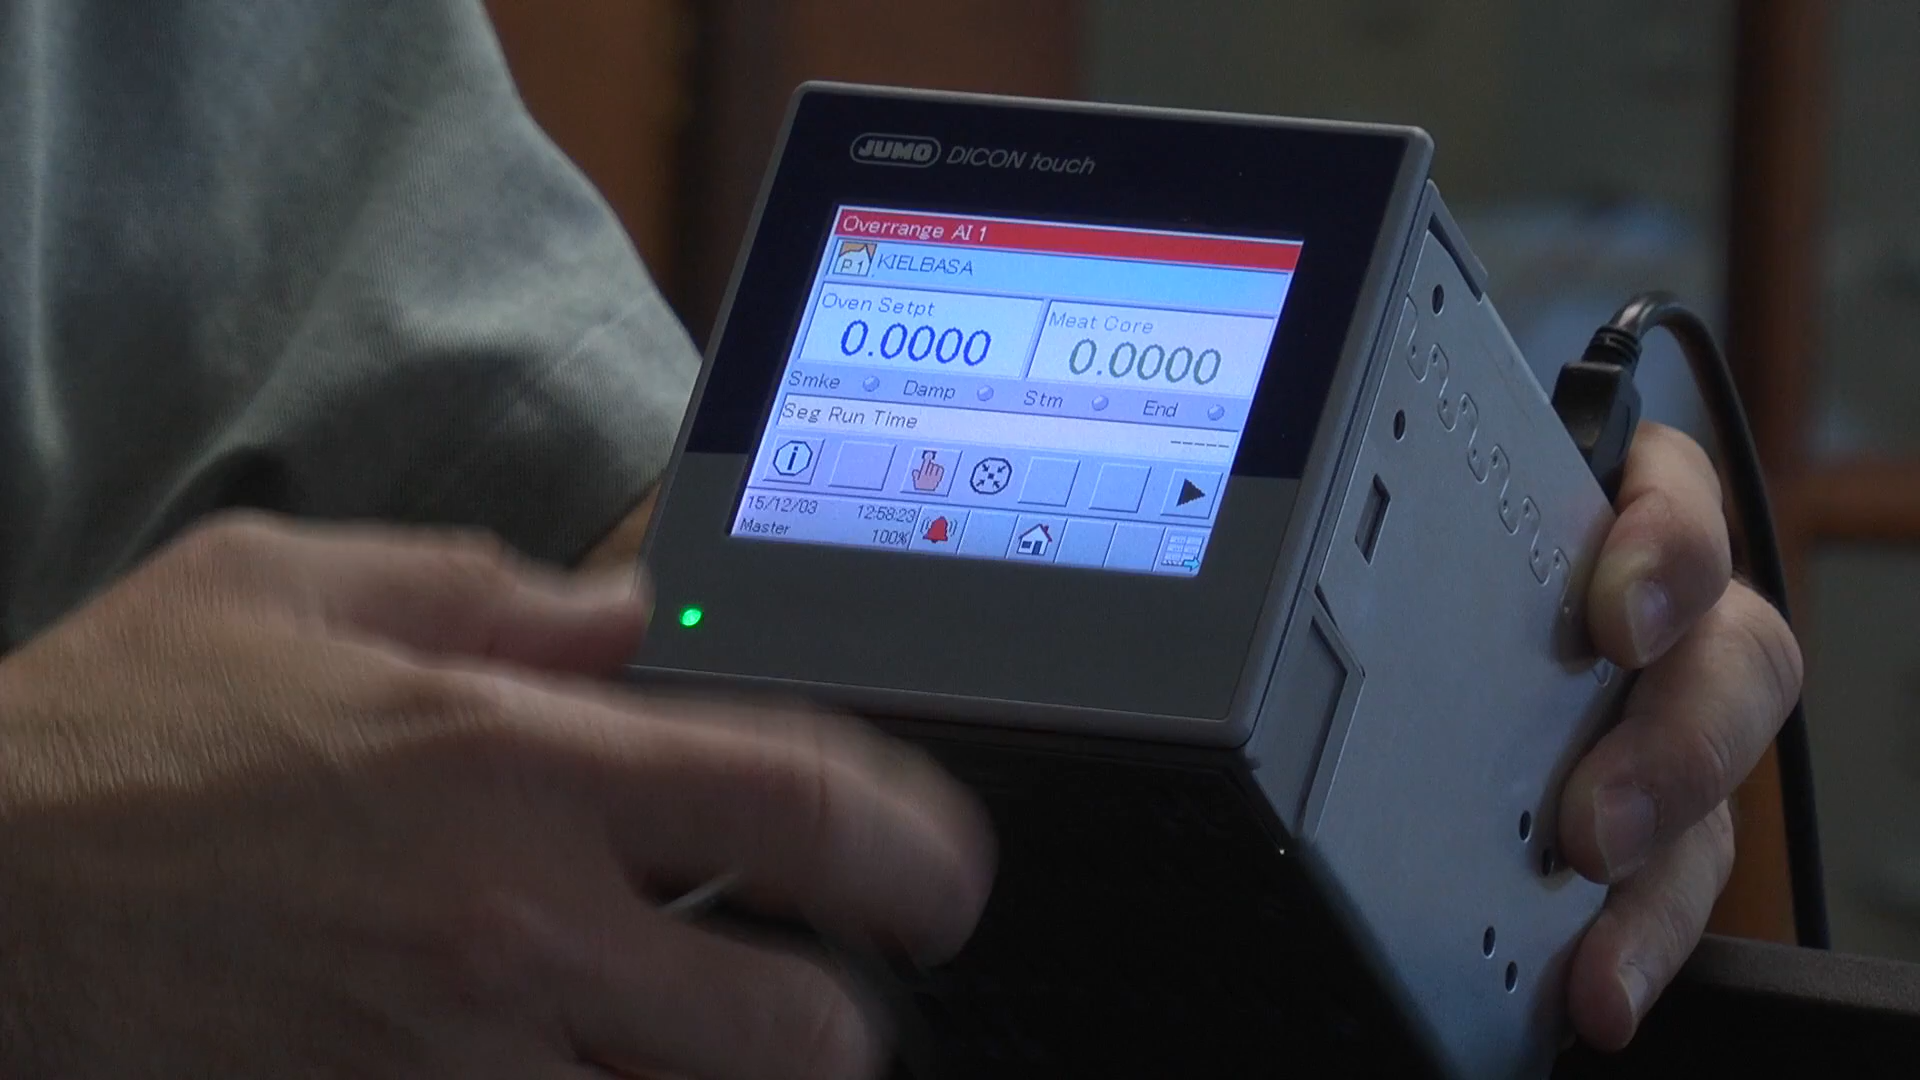 JUMO DICON touch
Overrange AI 1
P 1 KIELBASA
Oven Setpt
0.0000
Meat Core
0.0000
Smke Damp Stm End
Seg Run Time -----
15/12/03 12:58:23
Master 100%